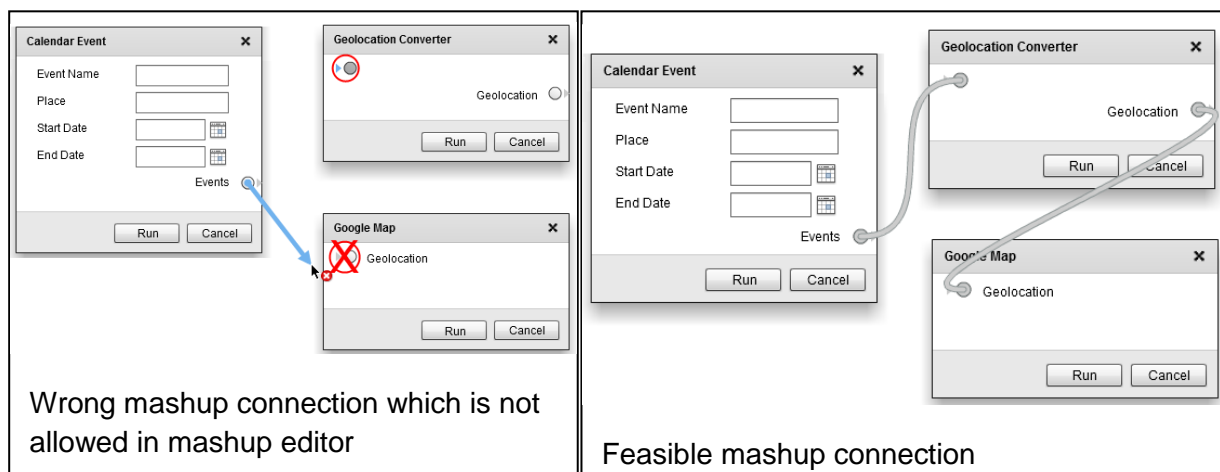 Calendar Event
Event Name
Place
Start Date
End Date
Events
Run Cancel
Geolocation Converter
Geolocation
Run Cancel
Google Map
X Geolocation
Run Cancel
Wrong mashup connection which is not
allowed in mashup editor
Calendar Event
Event Name
Place
Start Date
End Date
Events
Run Cancel
Geolocation Converter
Geolocation
Run Cancel
Google Map
Geolocation
Run Cancel
Feasible mashup connection